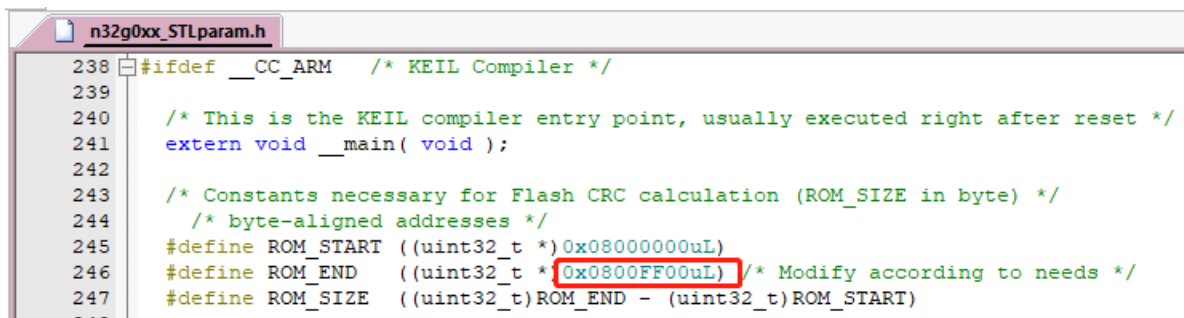 n32g0xx_STLparam.h
238 #ifdef __CC_ARM   /* KEIL Compiler */
239
240   /* This is the KEIL compiler entry point, usually executed right after reset */
241   extern void __main( void );
242
243   /* Constants necessary for Flash CRC calculation (ROM_SIZE in byte) */
244     /* byte-aligned addresses */
245   #define ROM_START ((uint32_t *)0x08000000uL)
246   #define ROM_END   ((uint32_t *)0x0800FF00uL) /* Modify according to needs */
247   #define ROM_SIZE  ((uint32_t)ROM_END - (uint32_t)ROM_START)